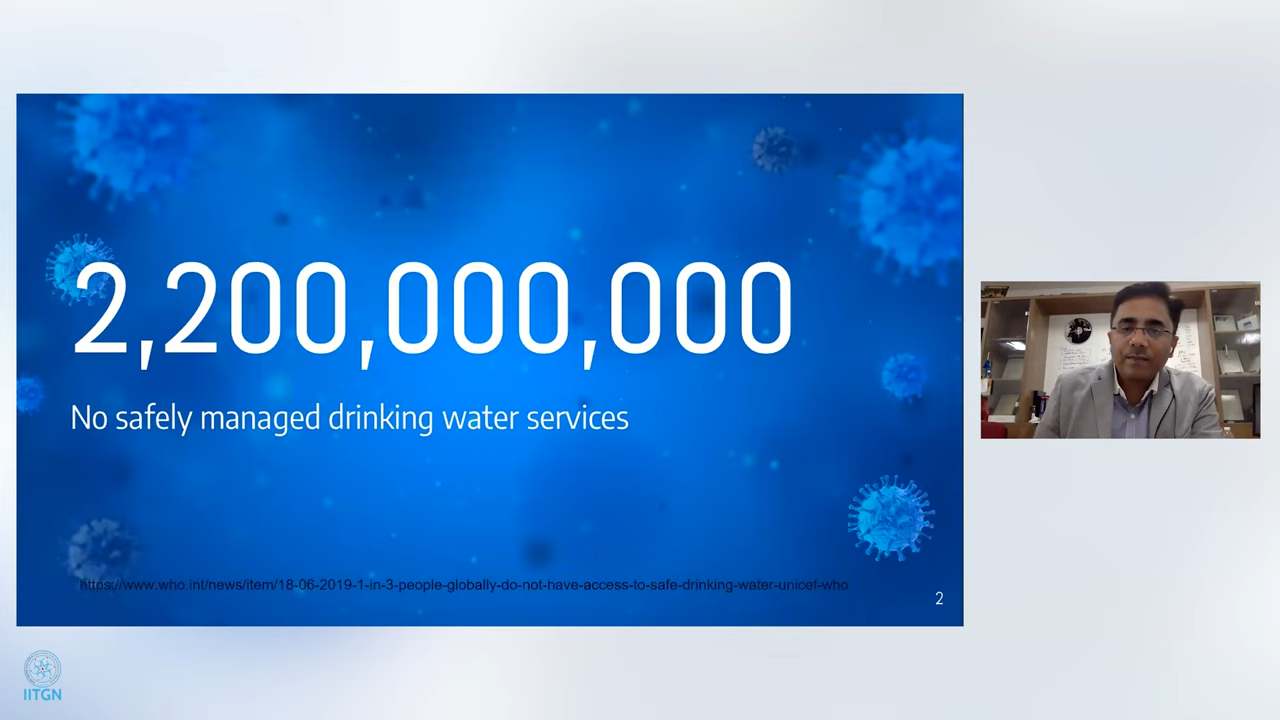 2,200,000,000
No safely managed drinking water services
https://www.who.int/news/item/18-06-2019-1-in-3-people-globally-do-not-have-access-to-safe-drinking-water-unicef-who
2
IITGN